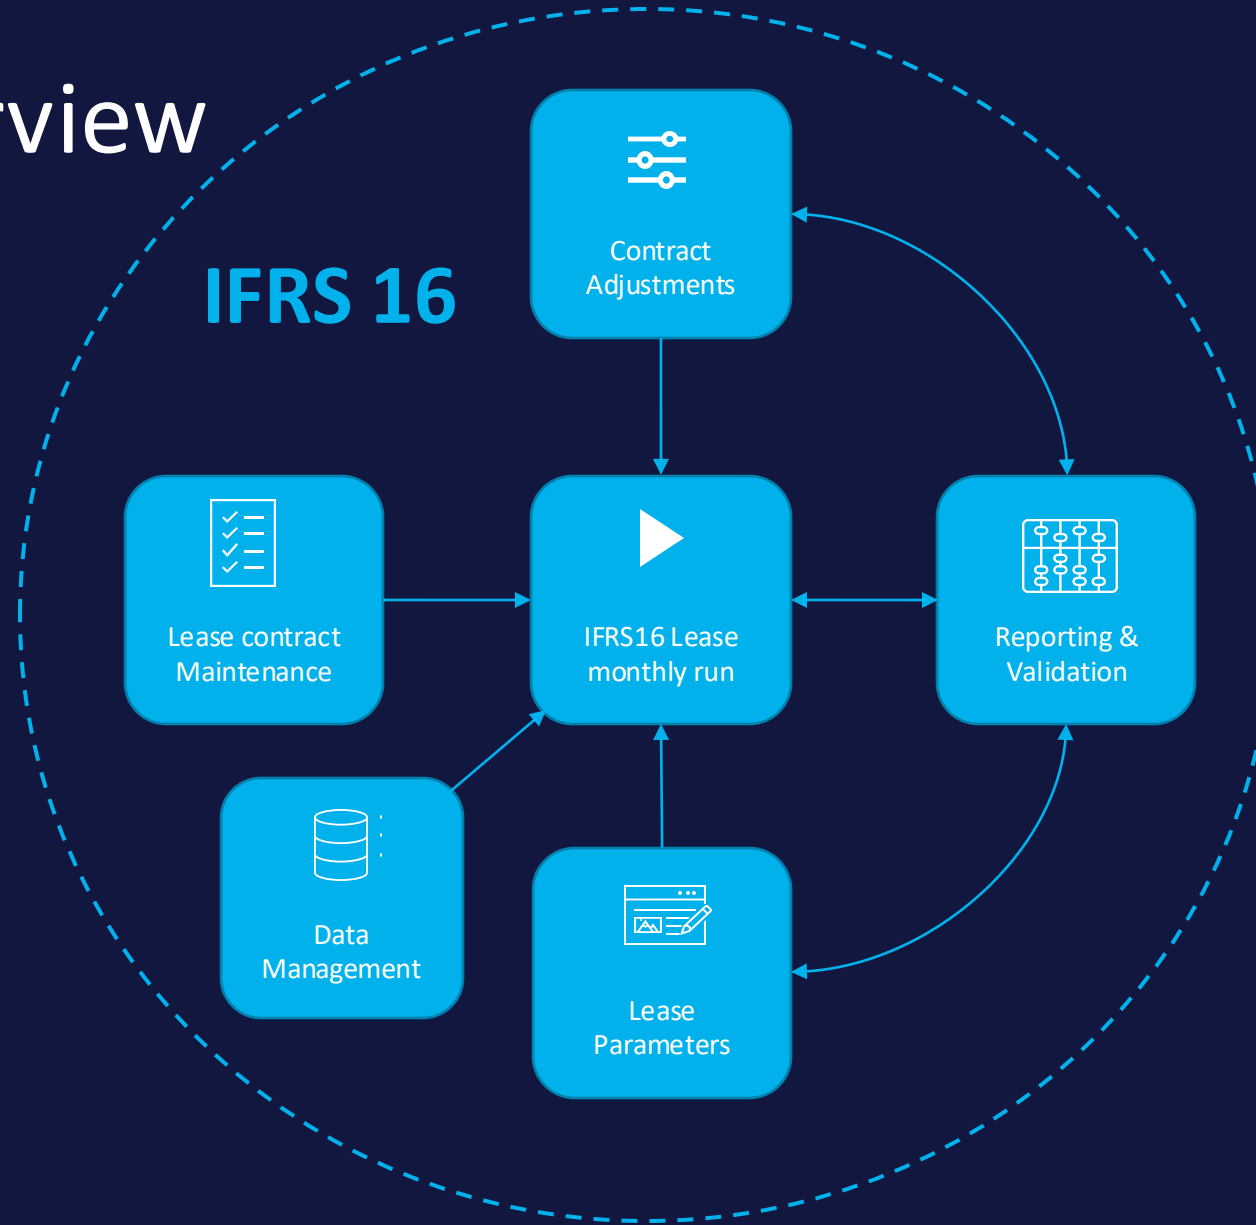 rview
IFRS 16
Contract
Adjustments
Lease contract
Maintenance
IFRS16 Lease
monthly run
Reporting &
Validation
Data
Management
Lease
Parameters